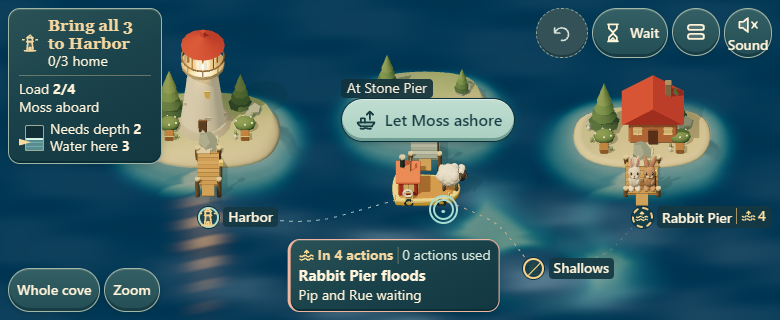 Bring all 3
to Harbor
0/3 home
Load 2/4
Moss aboard
Needs depth 2
Water here 3
At Stone Pier
Let Moss ashore
Wait
Sound
Harbor
Rabbit Pier 4
Shallows
In 4 actions 0 actions used
Rabbit Pier floods
Pip and Rue waiting
Whole cove
Zoom